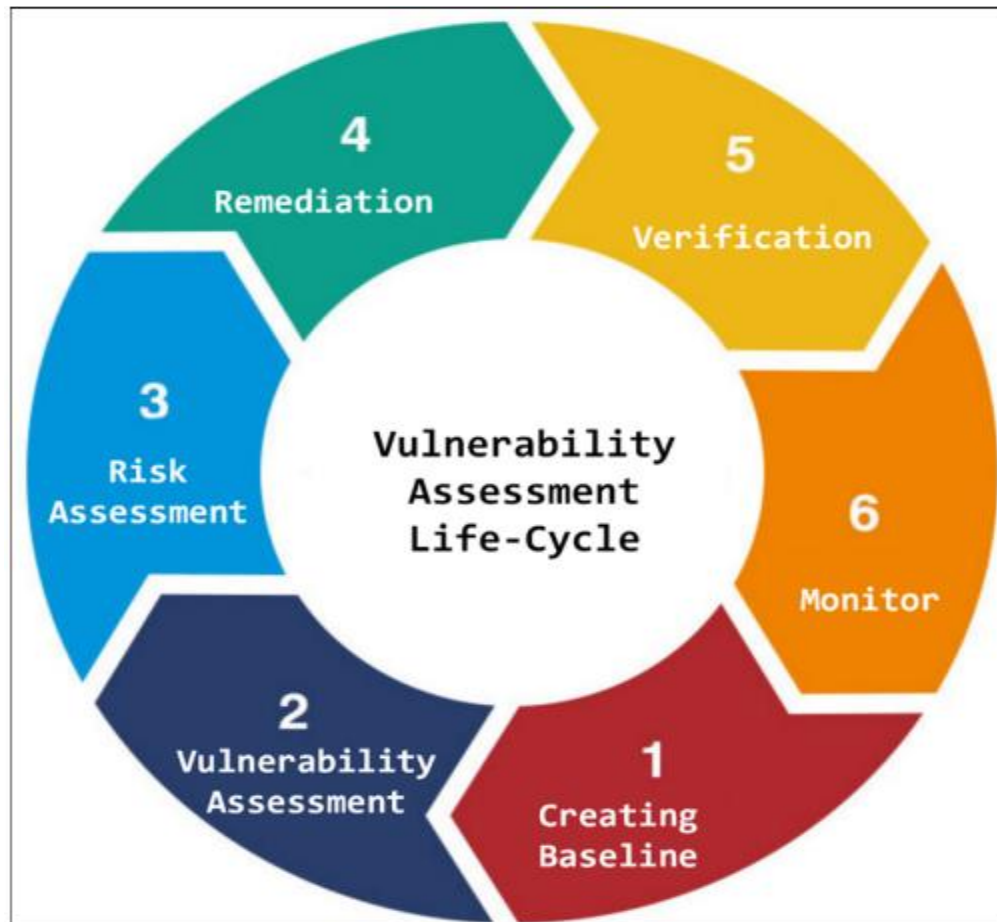 Vulnerability
Assessment
Life-Cycle
1
Creating
Baseline
2
Vulnerability
Assessment
3
Risk
Assessment
4
Remediation
5
Verification
6
Monitor